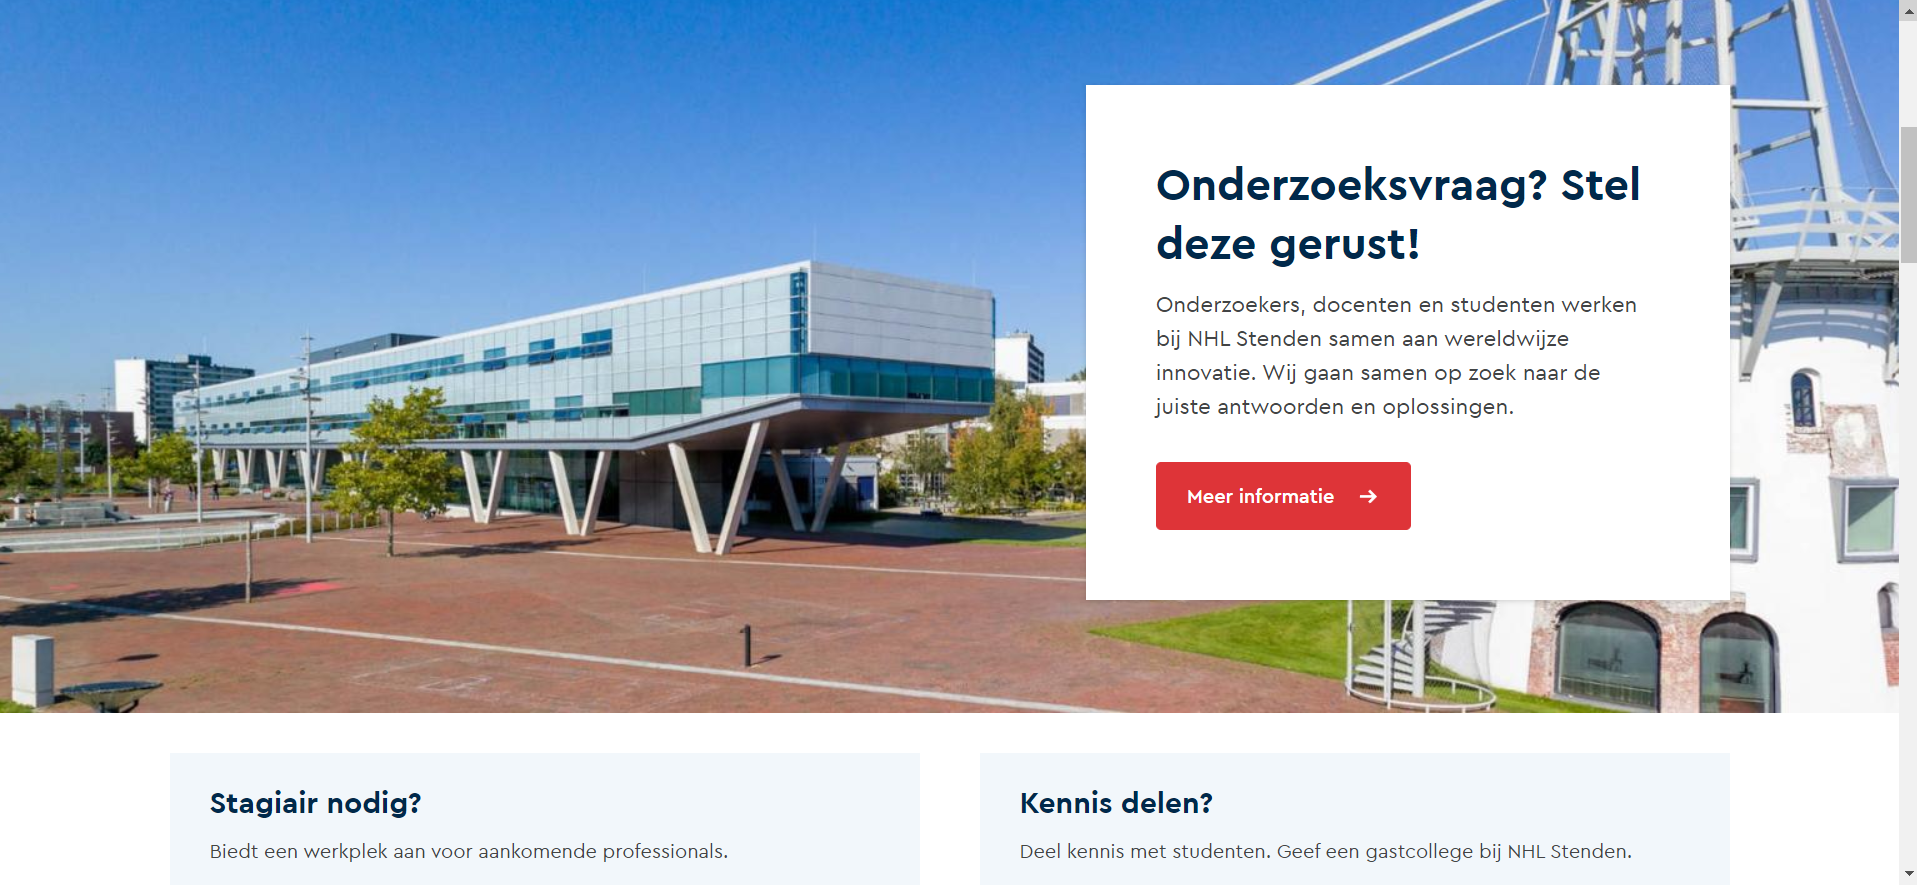 Onderzoeksvraag? Stel
deze gerust!
Onderzoekers, docenten en studenten werken
bij NHL Stenden samen aan wereldwijze
innovatie. Wij gaan samen op zoek naar de
juiste antwoorden en oplossingen.
Meer informatie
Stagiair nodig?
Biedt een werkplek aan voor aankomende professionals.
Kennis delen?
Deel kennis met studenten. Geef een gastcollege bij NHL Stenden.